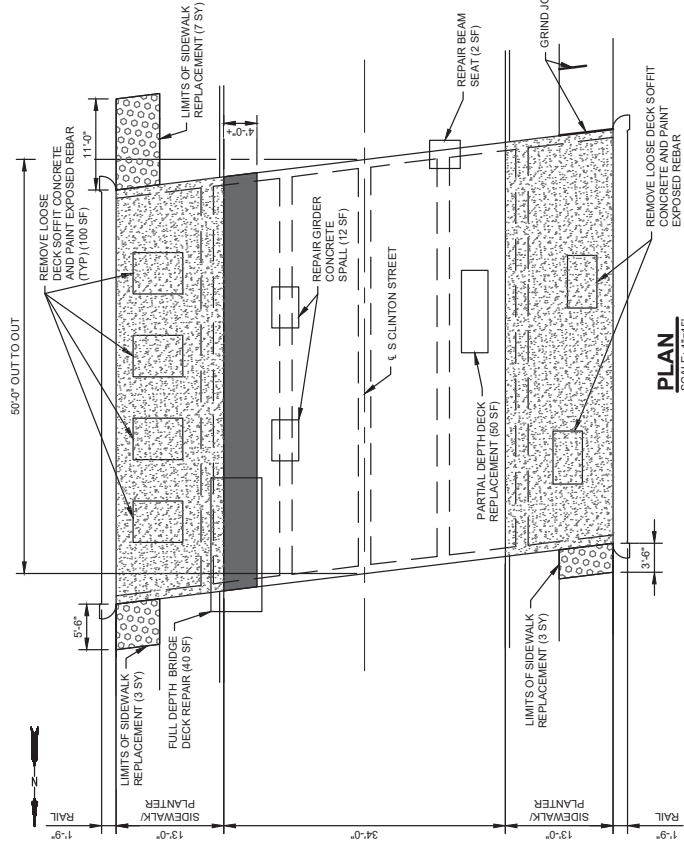 50'-0" OUT TO OUT
REMOVE LOOSE
DECK SOFFIT CONCRETE
AND PAINT EXPOSED REBAR
(TYP) (100 SF)
11'-0"
LIMITS OF SIDEWALK
REPLACEMENT (7 SY)
4'-0"±
5'-6"
N
LIMITS OF SIDEWALK
REPLACEMENT (3 SY)
FULL DEPTH BRIDGE
DECK REPAIR (40 SF)
REPAIR GIRDER
CONCRETE
SPALL (12 SF)
REPAIR BEAM
SEAT (2 SF)
℄ S CLINTON STREET
PARTIAL DEPTH DECK
REPLACEMENT (50 SF)
GRIND JO
LIMITS OF SIDEWALK
REPLACEMENT (3 SY)
3'-6"
REMOVE LOOSE DECK SOFFIT
CONCRETE AND PAINT
EXPOSED REBAR
1'-9"
RAIL
13'-0"
SIDEWALK/
PLANTER
34'-0"
13'-0"
SIDEWALK/
PLANTER
1'-9"
RAIL
PLAN
SCALE: 1"=15'